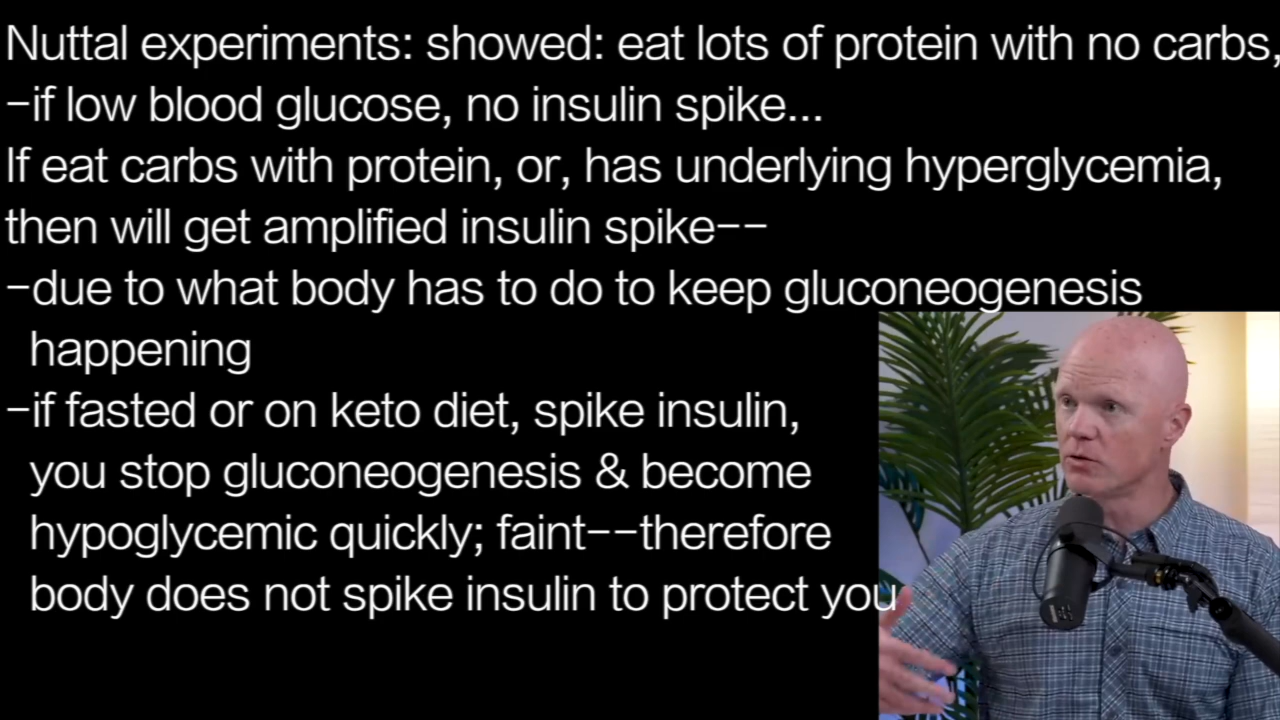 Nuttal experiments: showed: eat lots of protein with no carbs,
-if low blood glucose, no insulin spike...
If eat carbs with protein, or, has underlying hyperglycemia,
then will get amplified insulin spike--
-due to what body has to do to keep gluconeogenesis
happening
-if fasted or on keto diet, spike insulin,
you stop gluconeogenesis & become
hypoglycemic quickly; faint--therefore
body does not spike insulin to protect you